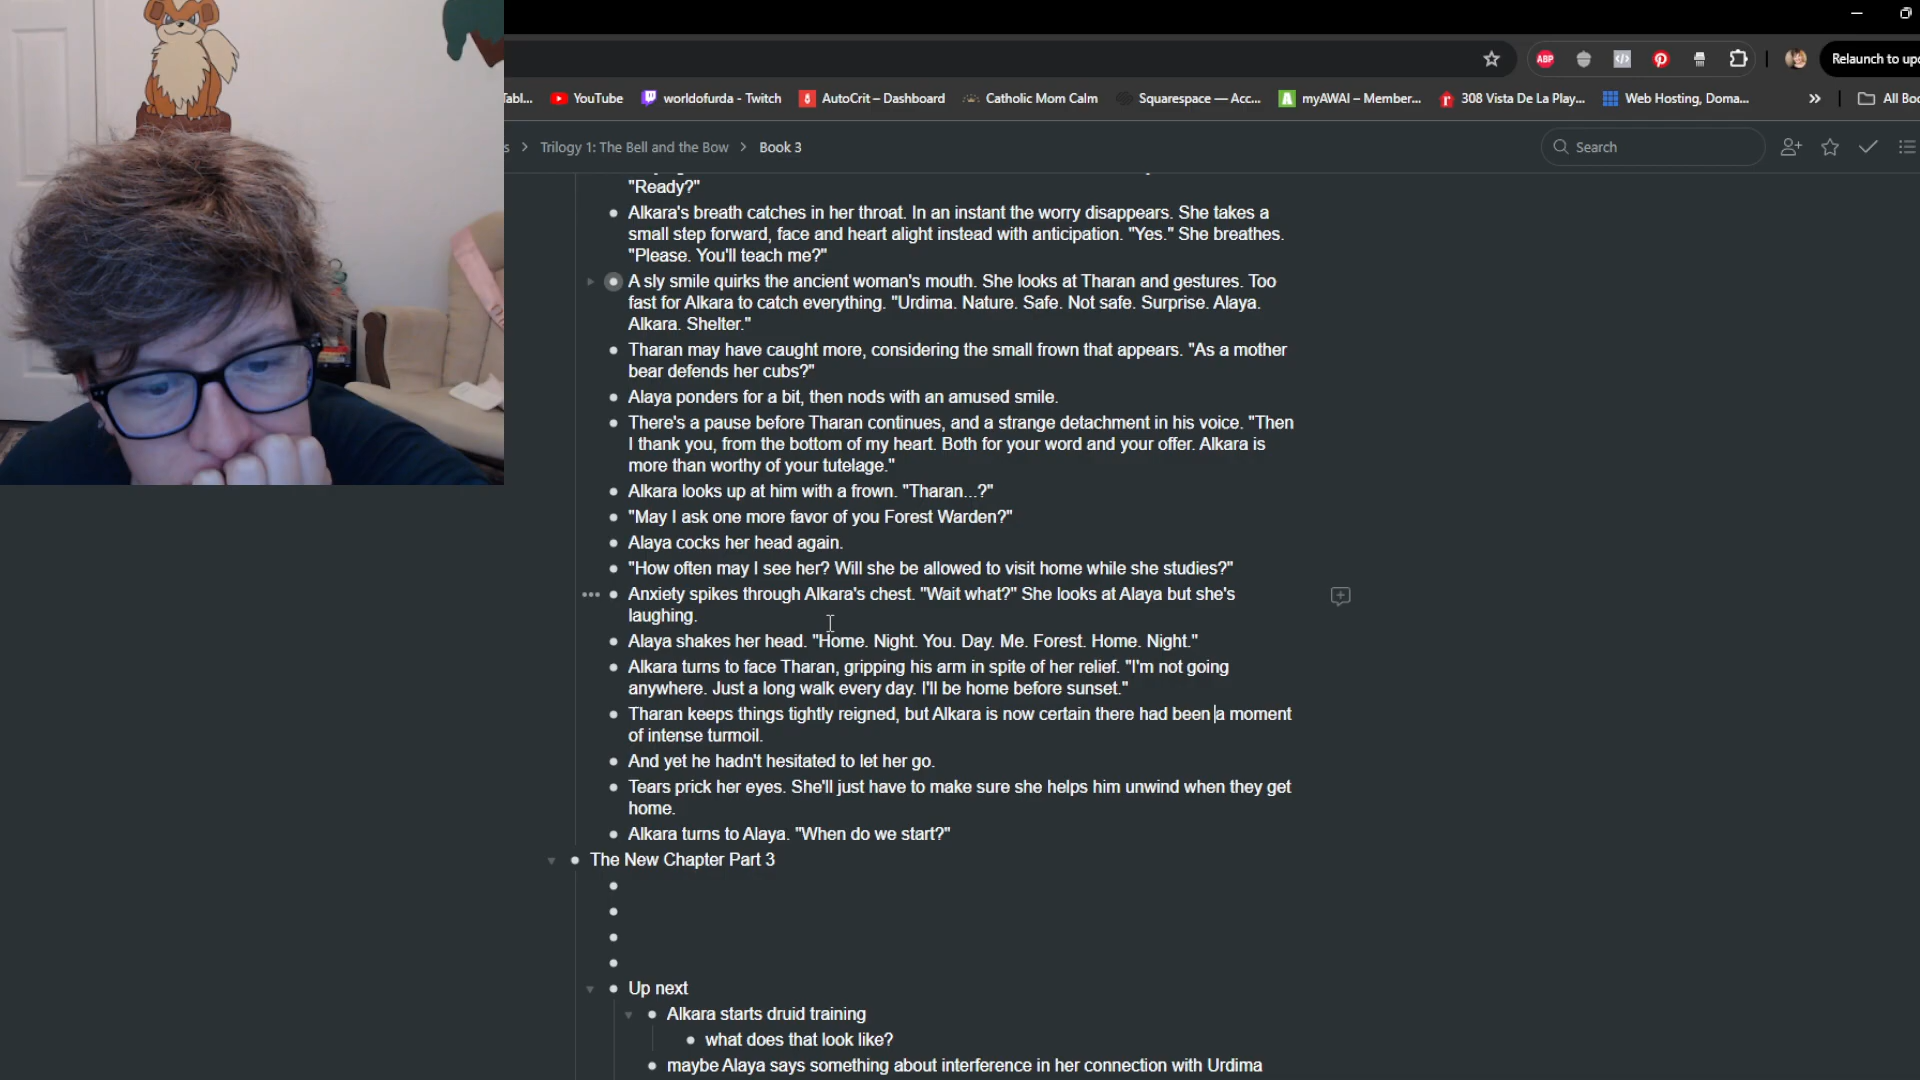 Relaunch to upd
ABP
Tabl...
YouTube
worldofurda - Twitch
AutoCrit – Dashboard
Catholic Mom Calm
Squarespace — Acc...
myAWAI – Member...
308 Vista De La Play...
Web Hosting, Doma...
»
All Boo
s > Trilogy 1: The Bell and the Bow > Book 3
Search
"Ready?"
Alkara's breath catches in her throat. In an instant the worry disappears. She takes a
small step forward, face and heart alight instead with anticipation. "Yes." She breathes.
"Please. You'll teach me?"
A sly smile quirks the ancient woman's mouth. She looks at Tharan and gestures. Too
fast for Alkara to catch everything. "Urdima. Nature. Safe. Not safe. Surprise. Alaya.
Alkara. Shelter."
Tharan may have caught more, considering the small frown that appears. "As a mother
bear defends her cubs?"
Alaya ponders for a bit, then nods with an amused smile.
There's a pause before Tharan continues, and a strange detachment in his voice. "Then
I thank you, from the bottom of my heart. Both for your word and your offer. Alkara is
more than worthy of your tutelage."
Alkara looks up at him with a frown. "Tharan...?"
"May I ask one more favor of you Forest Warden?"
Alaya cocks her head again.
"How often may I see her? Will she be allowed to visit home while she studies?"
Anxiety spikes through Alkara's chest. "Wait what?" She looks at Alaya but she's
laughing.
Alaya shakes her head. "Home. Night. You. Day. Me. Forest. Home. Night."
Alkara turns to face Tharan, gripping his arm in spite of her relief. "I'm not going
anywhere. Just a long walk every day. I'll be home before sunset."
Tharan keeps things tightly reigned, but Alkara is now certain there had been a moment
of intense turmoil.
And yet he hadn't hesitated to let her go.
Tears prick her eyes. She'll just have to make sure she helps him unwind when they get
home.
Alkara turns to Alaya. "When do we start?"
The New Chapter Part 3
Up next
Alkara starts druid training
what does that look like?
maybe Alaya says something about interference in her connection with Urdima